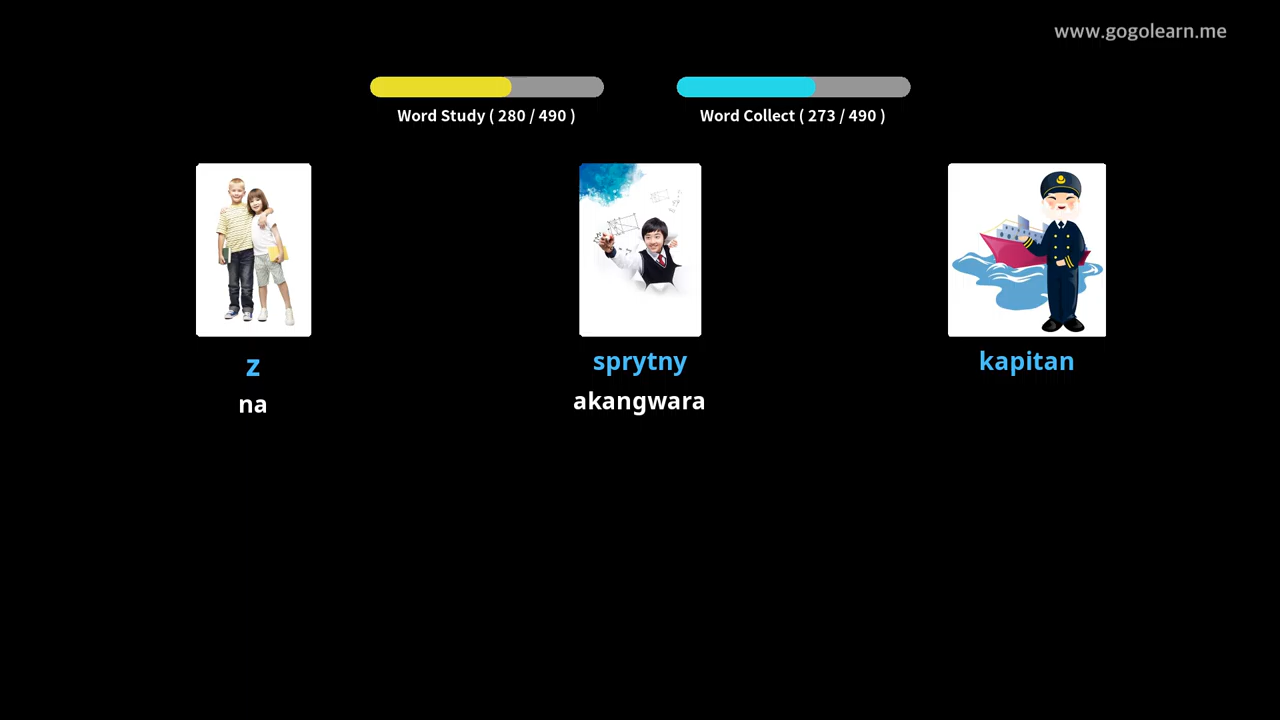 www.gogolearn.me
Word Study ( 280 / 490 )
Word Collect ( 273 / 490 )
z
sprytny
kapitan
na
akangwara